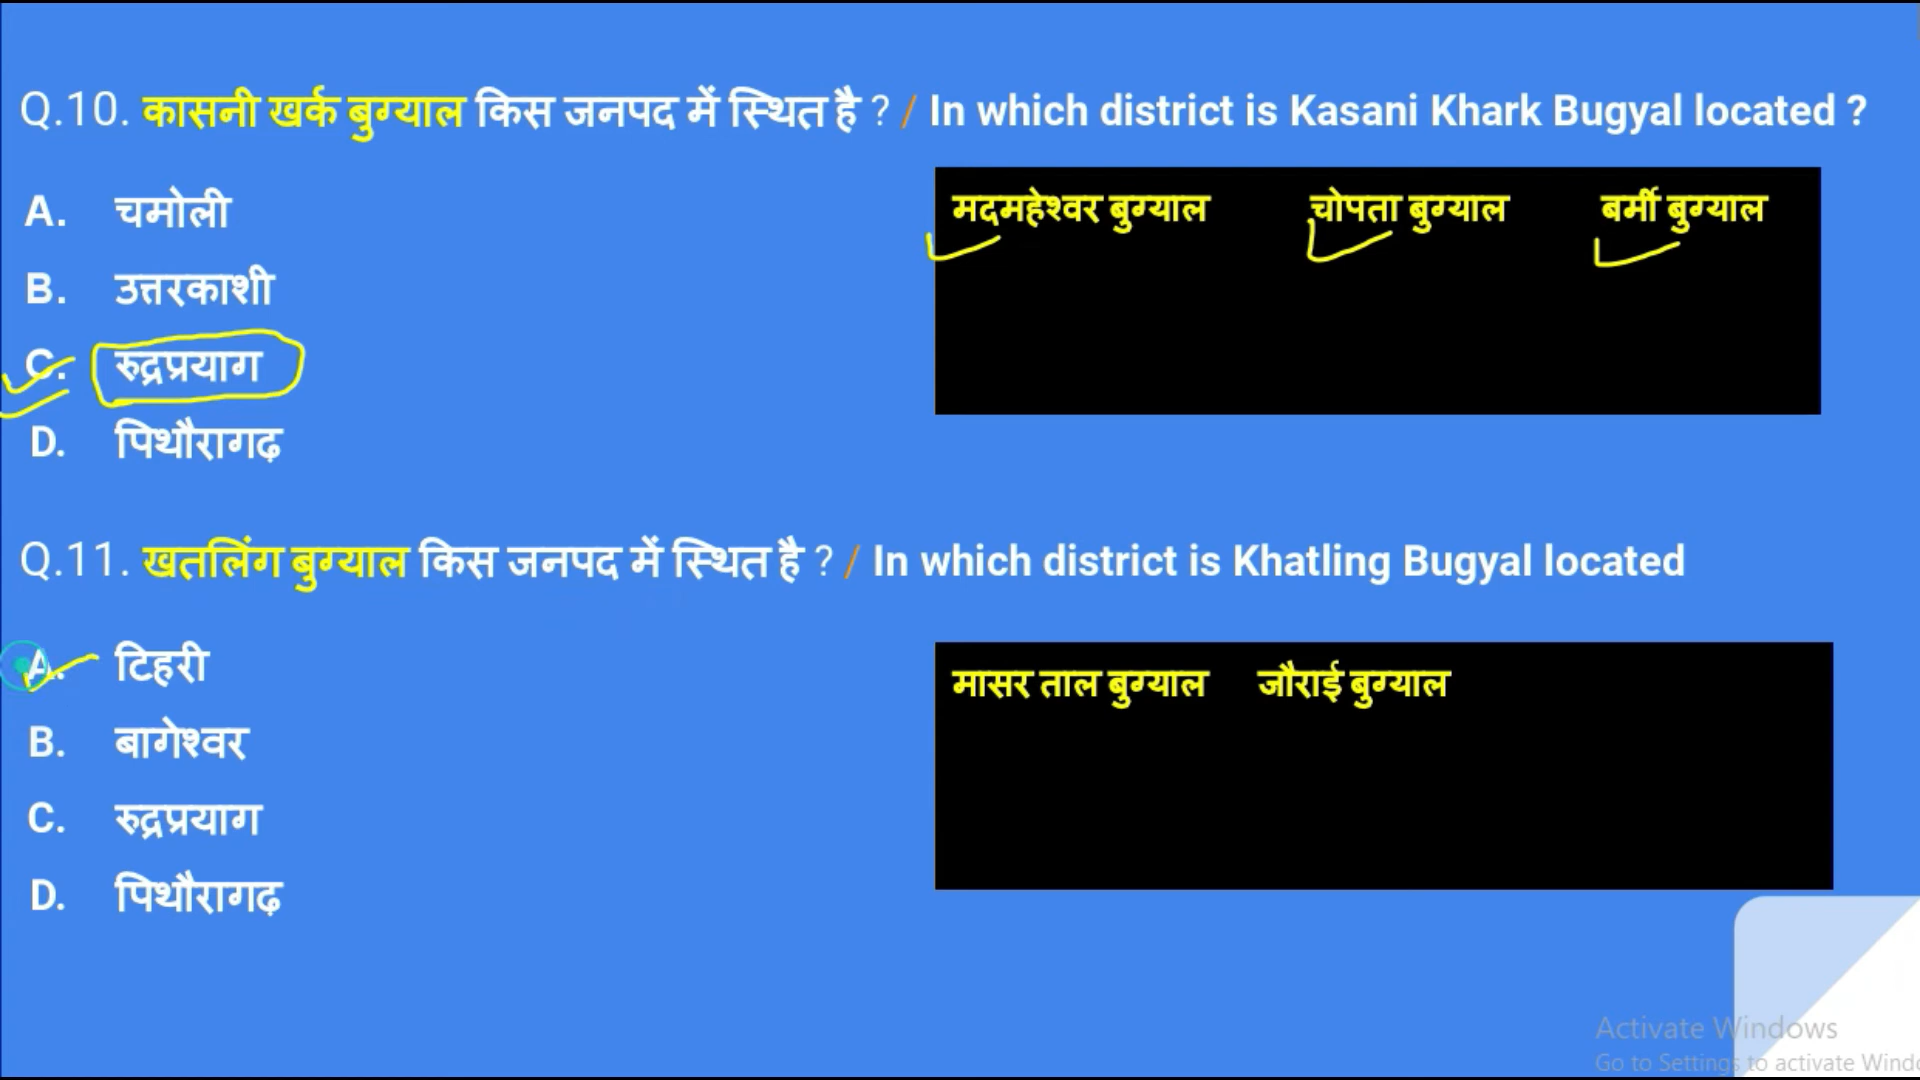 Q.10. कासनी खर्क बुग्याल किस जनपद में स्थित है ? / In which district is Kasani Khark Bugyal located ?
A. चमोली
B. उत्तरकाशी
C. रुद्रप्रयाग
D. पिथौरागढ़
मदमहेश्वर बुग्याल चोपता बुग्याल बर्मी बुग्याल
Q.11. खतलिंग बुग्याल किस जनपद में स्थित है ? / In which district is Khatling Bugyal located
A. टिहरी
B. बागेश्वर
C. रुद्रप्रयाग
D. पिथौरागढ़
मासर ताल बुग्याल जौराई बुग्याल
Activate Windows
Go to Settings to activate Windo